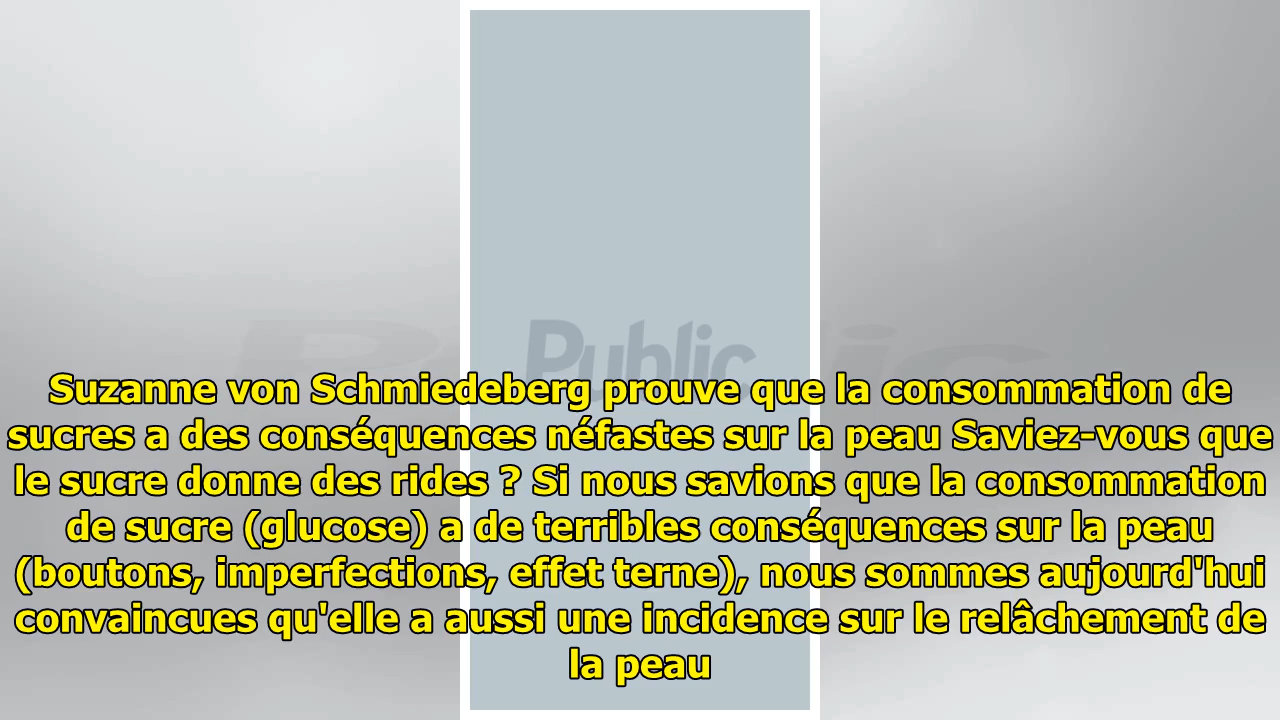 Public
Suzanne von Schmiedeberg prouve que la consommation de
sucres a des conséquences néfastes sur la peau Saviez-vous que
le sucre donne des rides ? Si nous savions que la consommation
de sucre (glucose) a de terribles conséquences sur la peau
(boutons, imperfections, effet terne), nous sommes aujourd'hui
convaincues qu'elle a aussi une incidence sur le relâchement de
la peau